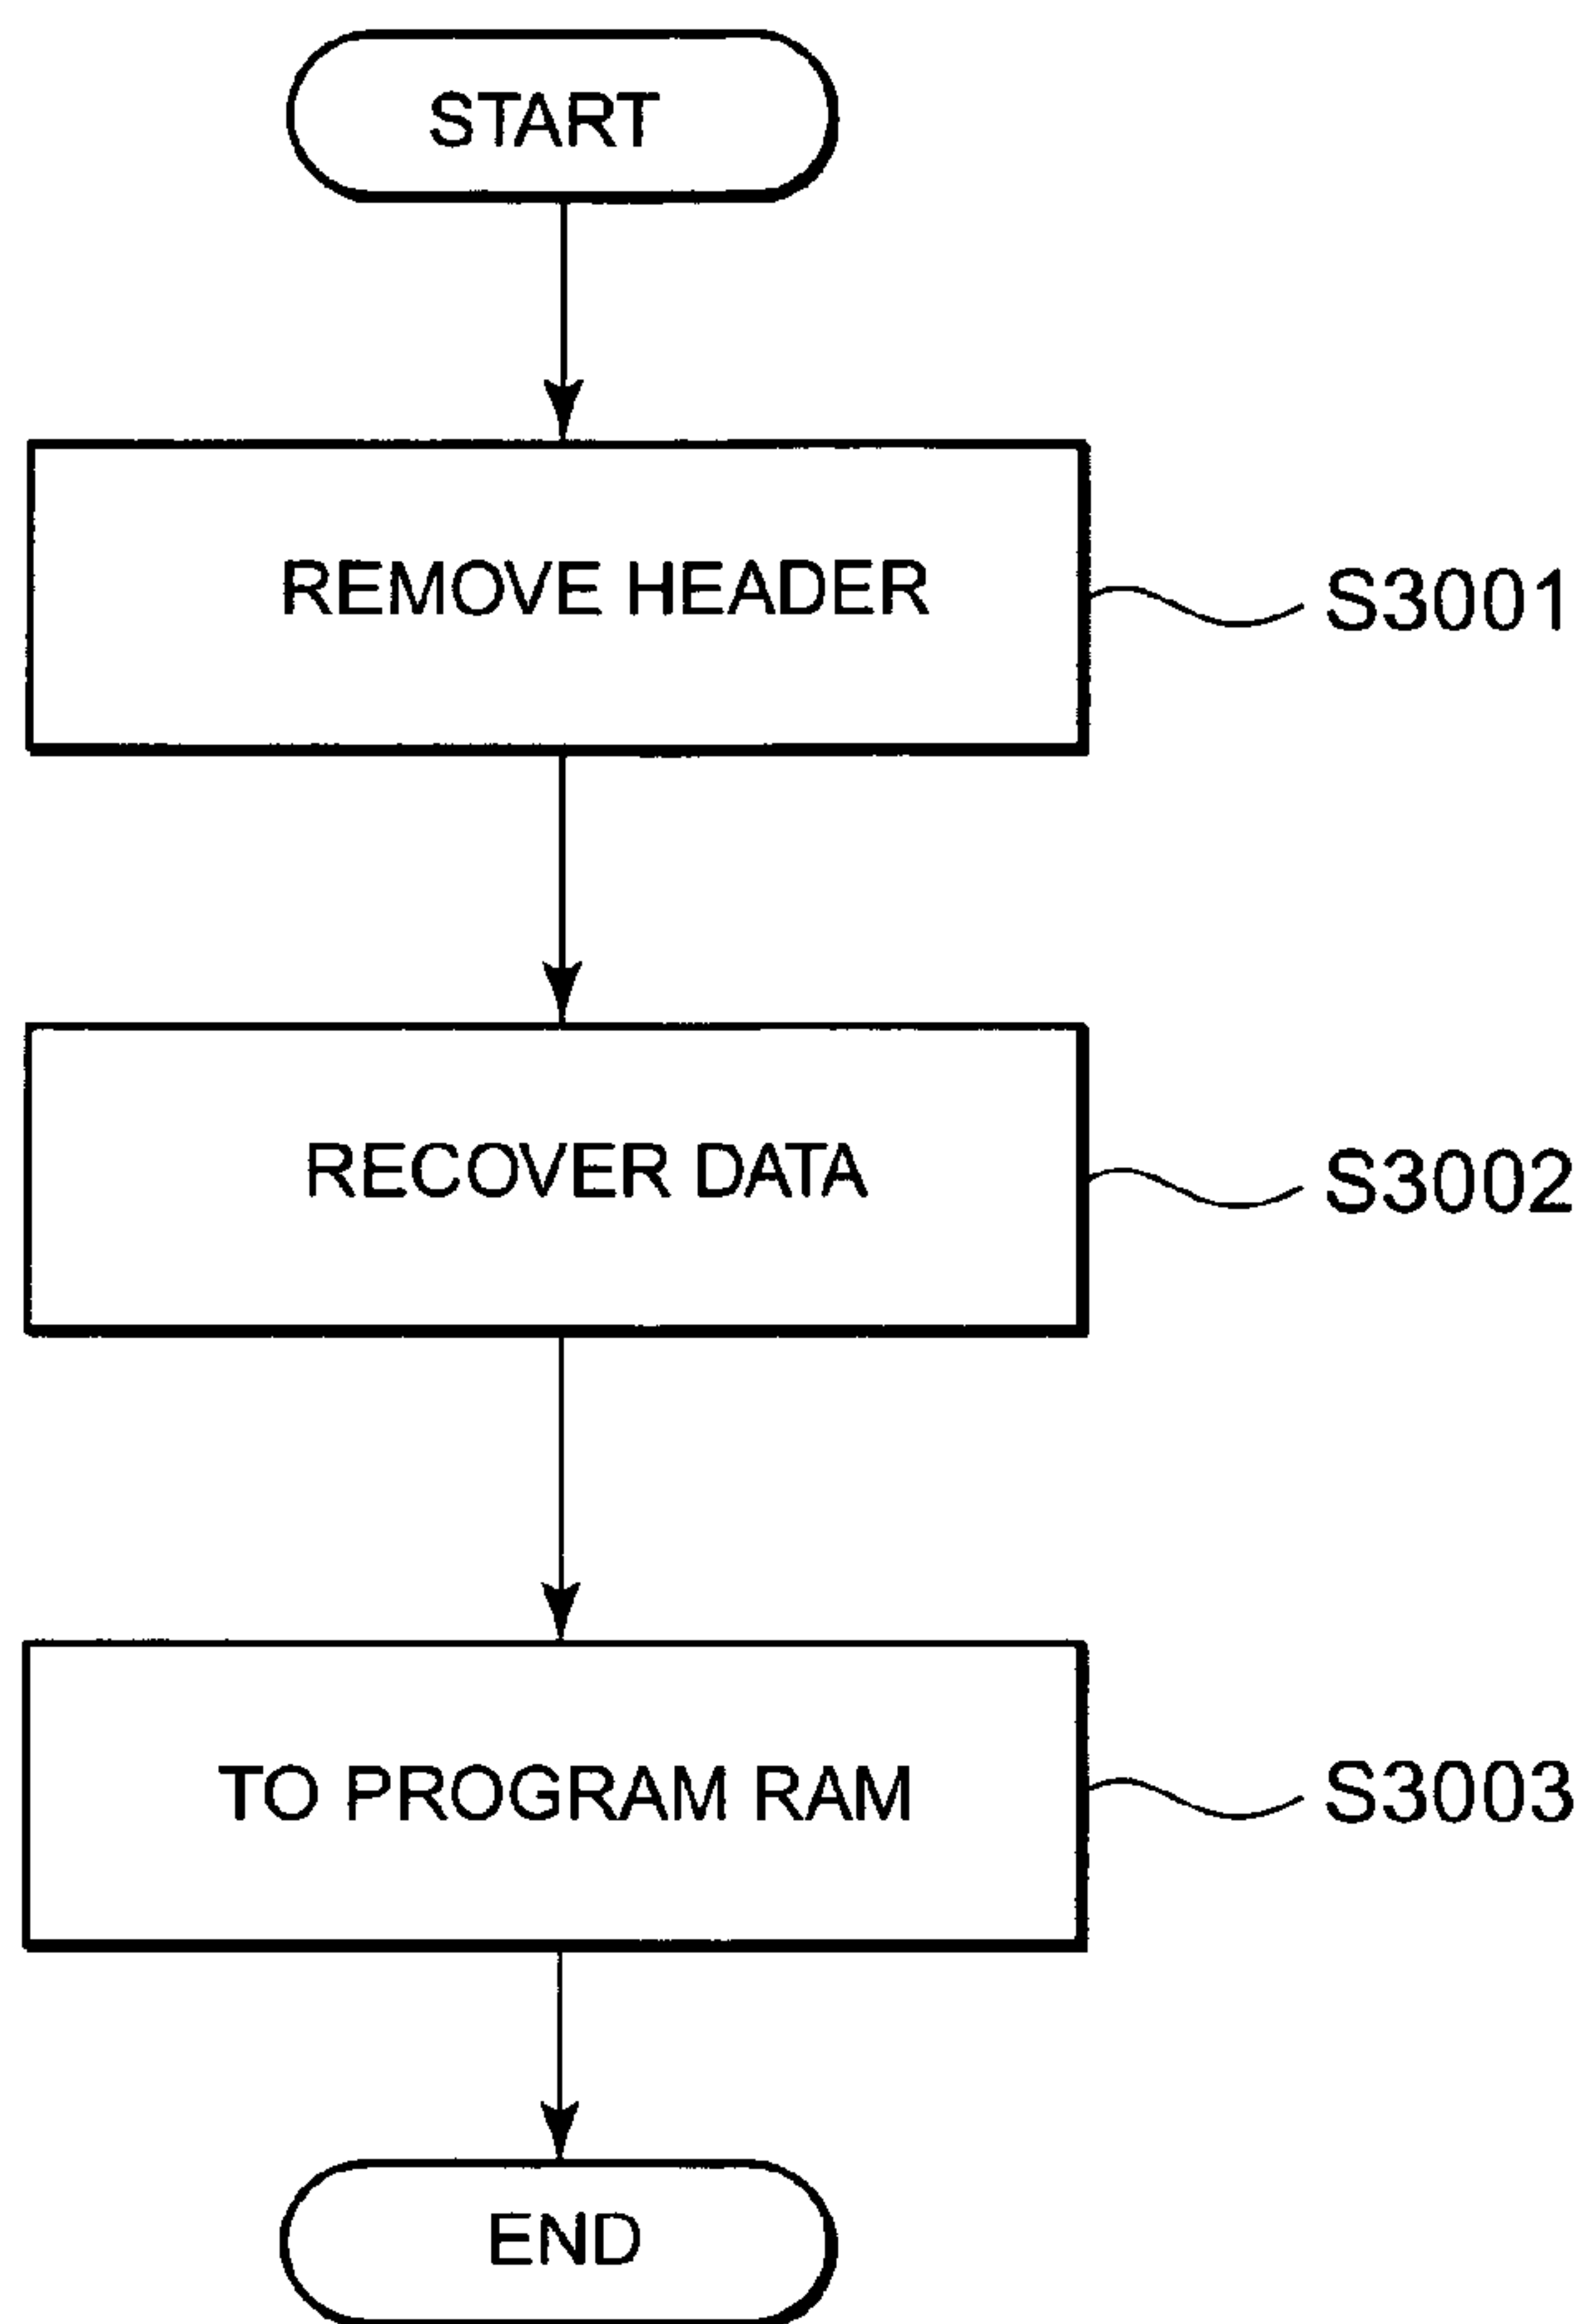 START
REMOVE HEADER
S3001
RECOVER DATA
S3002
TO PROGRAM RAM
S3003
END